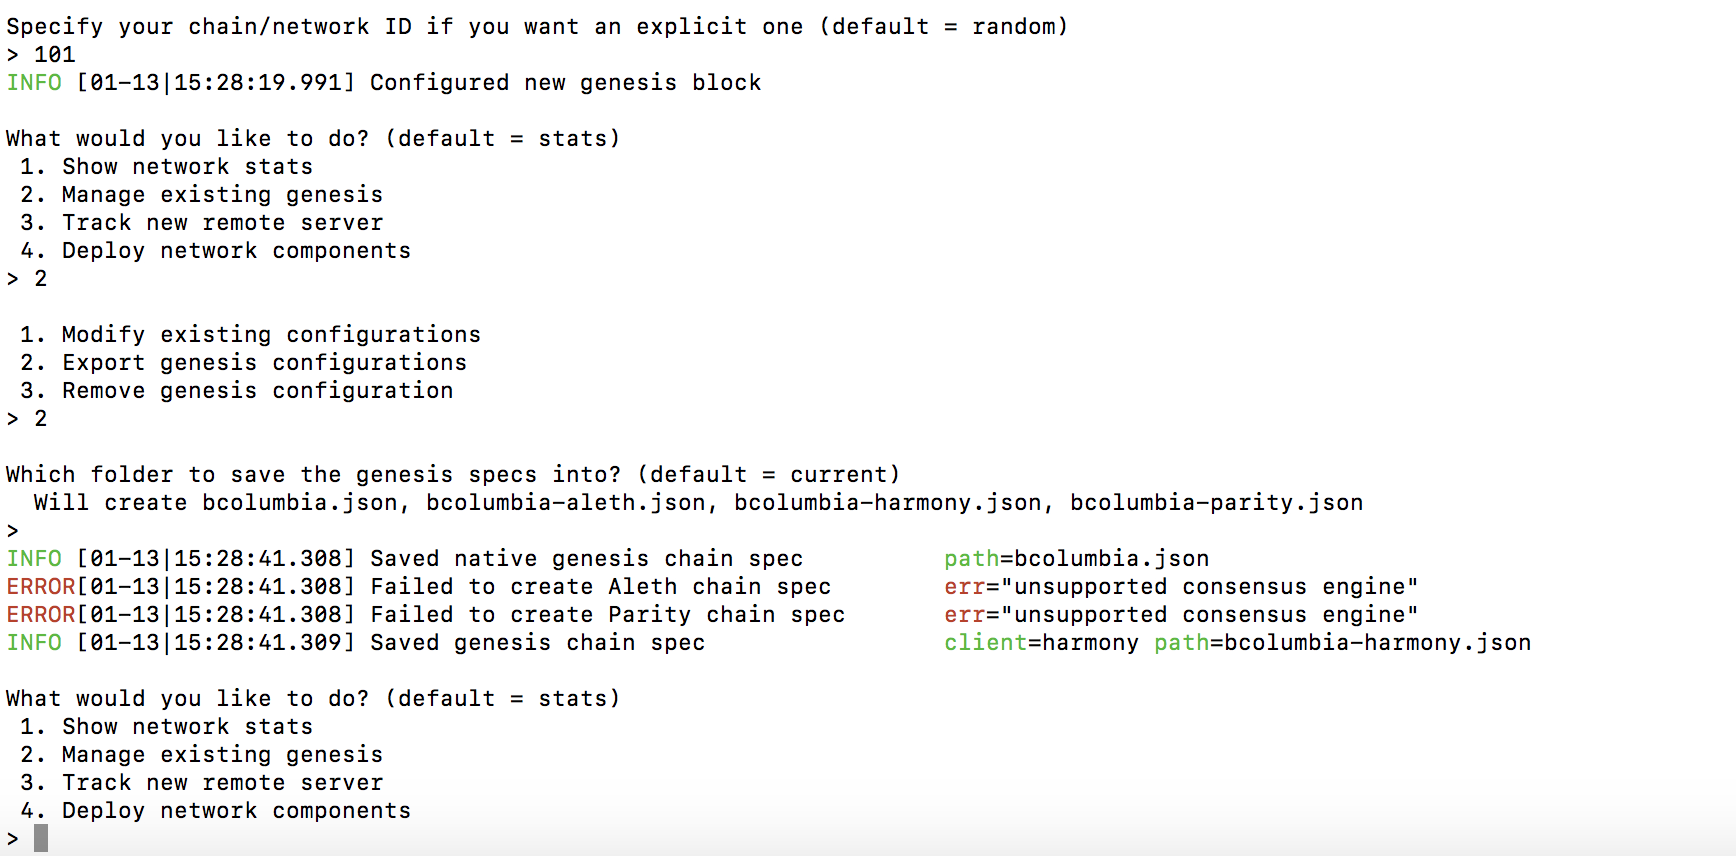 Specify your chain/network ID if you want an explicit one (default = random)
> 101
INFO [01-13|15:28:19.991] Configured new genesis block
What would you like to do? (default = stats)
1. Show network stats
2. Manage existing genesis
3. Track new remote server
4. Deploy network components
> 2
1. Modify existing configurations
2. Export genesis configurations
3. Remove genesis configuration
> 2
Which folder to save the genesis specs into? (default = current)
Will create bcolumbia.json, bcolumbia-aleth.json, bcolumbia-harmony.json, bcolumbia-parity.json
>
INFO [01-13|15:28:41.308] Saved native genesis chain spec path=bcolumbia.json
ERROR[01-13|15:28:41.308] Failed to create Aleth chain spec err="unsupported consensus engine"
ERROR[01-13|15:28:41.308] Failed to create Parity chain spec err="unsupported consensus engine"
INFO [01-13|15:28:41.309] Saved genesis chain spec client=harmony path=bcolumbia-harmony.json
What would you like to do? (default = stats)
1. Show network stats
2. Manage existing genesis
3. Track new remote server
4. Deploy network components
>